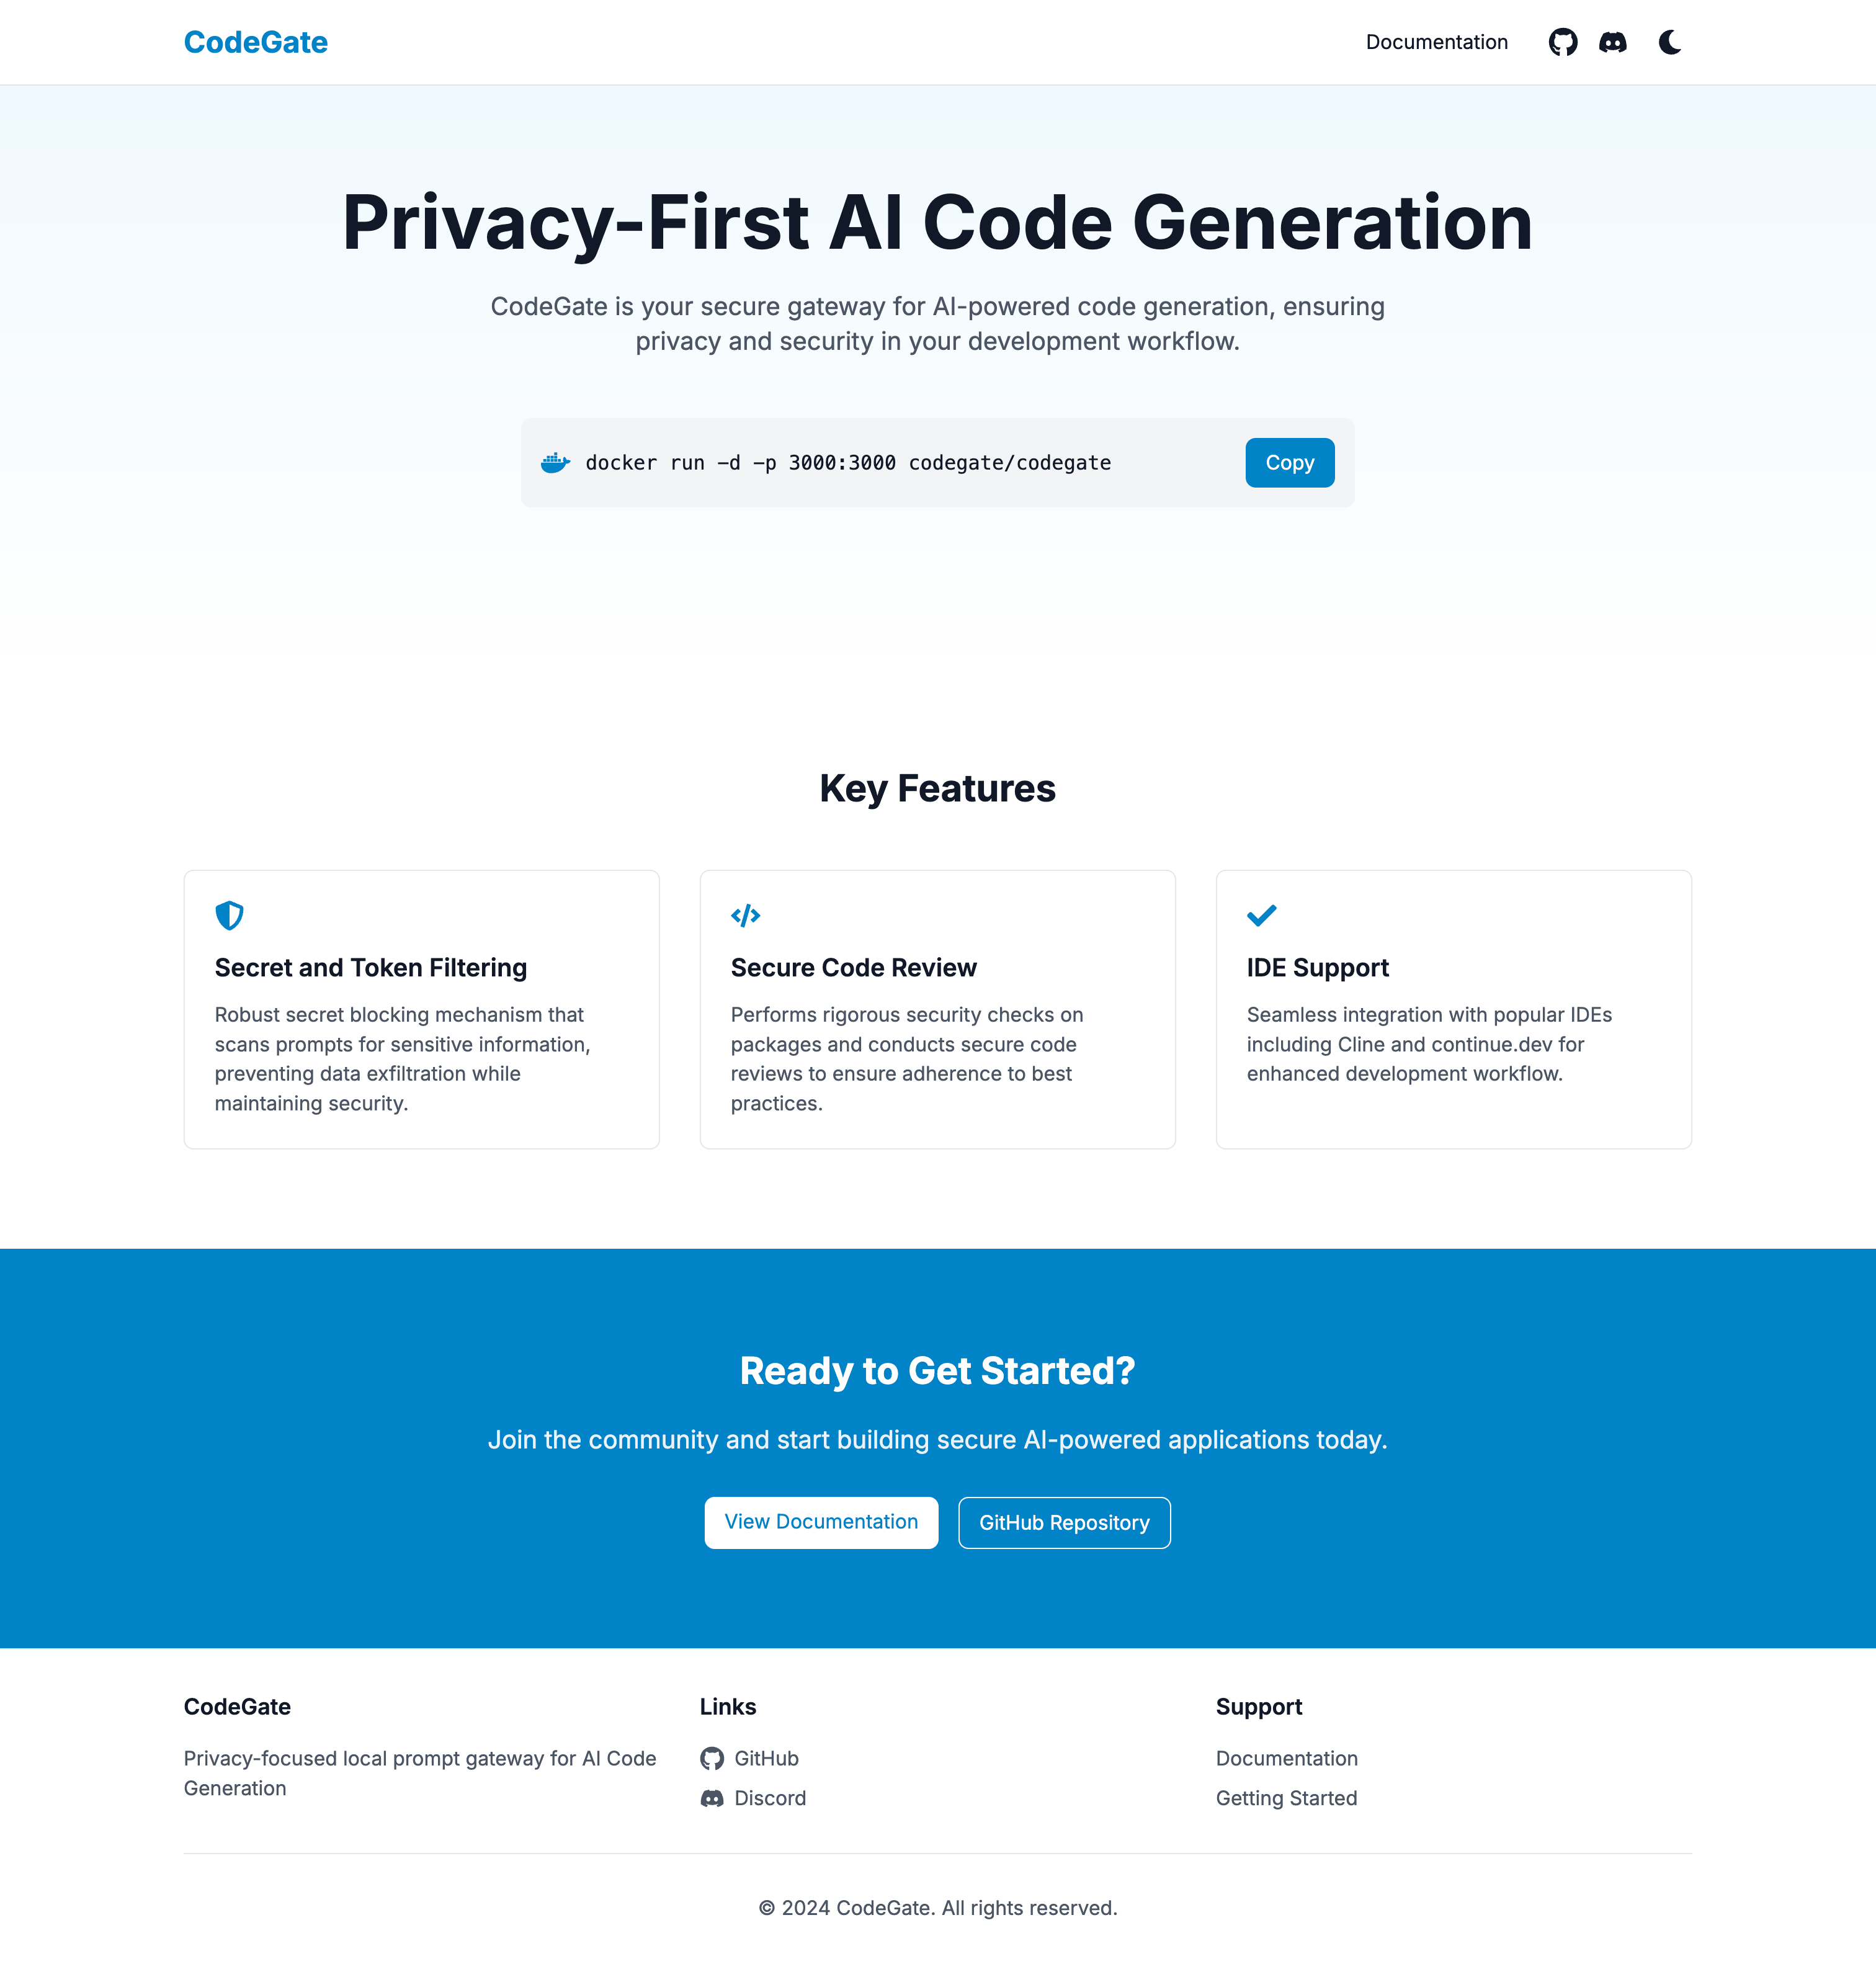 CodeGate
Documentation
Privacy-First AI Code Generation
CodeGate is your secure gateway for AI-powered code generation, ensuring
privacy and security in your development workflow.
docker run -d -p 3000:3000 codegate/codegate
Copy
Key Features
Secret and Token Filtering
Robust secret blocking mechanism that
scans prompts for sensitive information,
preventing data exfiltration while
maintaining security.
Secure Code Review
Performs rigorous security checks on
packages and conducts secure code
reviews to ensure adherence to best
practices.
IDE Support
Seamless integration with popular IDEs
including Cline and continue.dev for
enhanced development workflow.
Ready to Get Started?
Join the community and start building secure AI-powered applications today.
View Documentation
GitHub Repository
CodeGate
Privacy-focused local prompt gateway for AI Code
Generation
Links
GitHub
Discord
Support
Documentation
Getting Started
© 2024 CodeGate. All rights reserved.